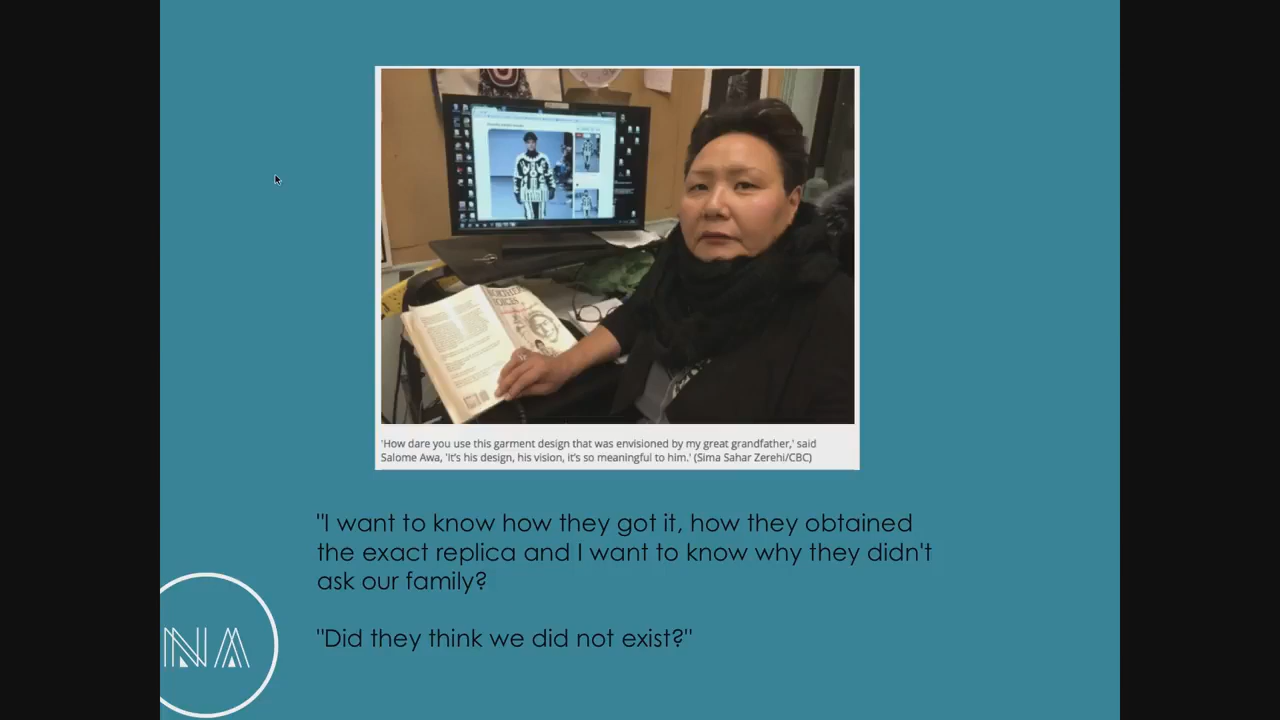 NORTHERN
VOICES
'How dare you use this garment design that was envisioned by my great grandfather,' said
Salome Awa, 'it's his design, his vision, it's so meaningful to him.' (Sima Sahar Zerehi/CBC)
"I want to know how they got it, how they obtained
the exact replica and I want to know why they didn't
ask our family?
"Did they think we did not exist?"
NA